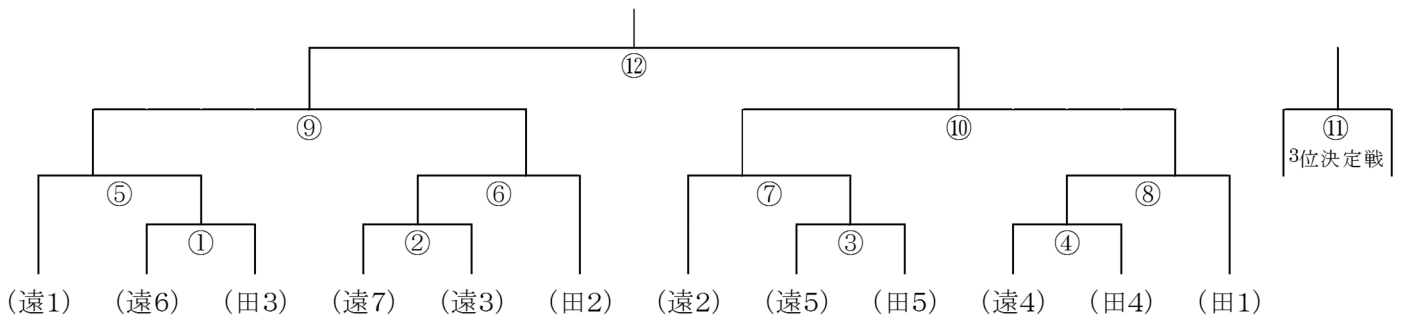 ⑫
⑨ ⑩ ⑪
3位決定戦
⑤ ⑥ ⑦ ⑧
① ② ③ ④
（遠1） （遠6） （田3） （遠7） （遠3） （田2） （遠2） （遠5） （田5） （遠4） （田4） （田1）